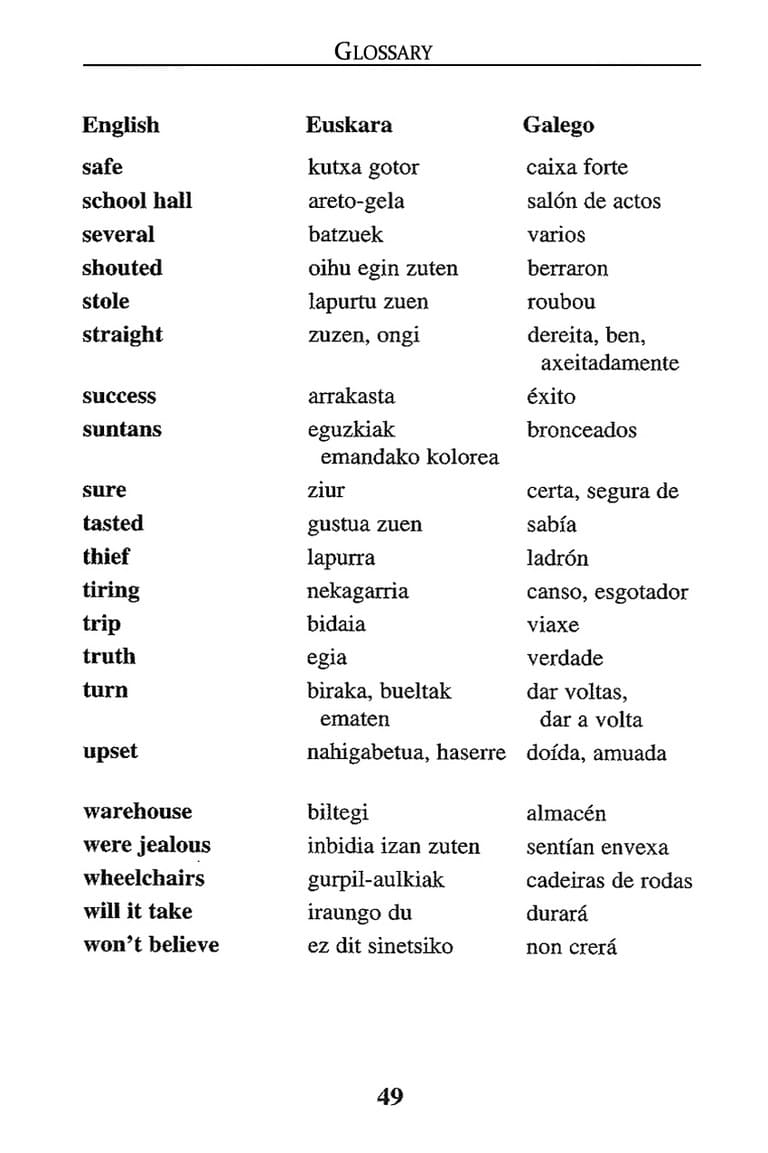 GLOSSARY
English Euskara Galego
safe kutxa gotor caixa forte
school hall areto-gela salón de actos
several batzuek varios
shouted oihu egin zuten berraron
stole lapurtu zuen roubou
straight zuzen, ongi dereita, ben,
axeitadamente
success arrakasta éxito
suntans eguzkiak bronceados
emandako kolorea
sure ziur certa, segura de
tasted gustua zuen sabía
thief lapurra ladrón
tiring nekagarria canso, esgotador
trip bidaia viaxe
truth egia verdade
turn biraka, bueltak dar voltas,
ematen dar a volta
upset nahigabetua, haserre doída, amuada
warehouse biltegi almacén
were jealous inbidia izan zuten sentían envexa
wheelchairs gurpil-aulkiak cadeiras de rodas
will it take iraungo du durará
won't believe ez dit sinetsiko non crerá
49